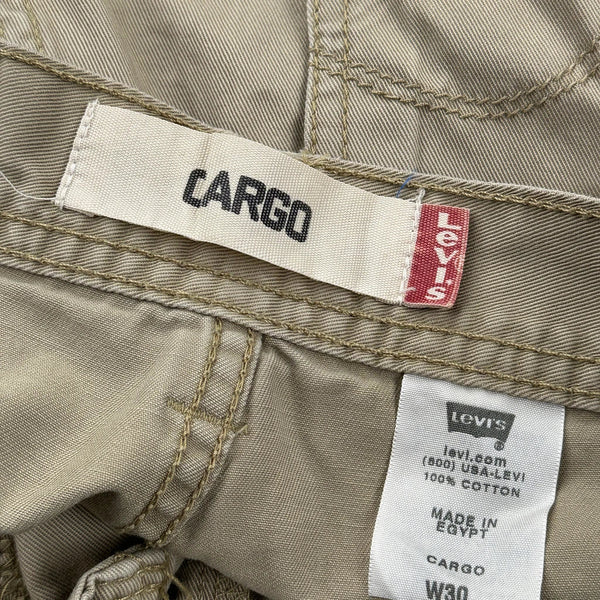 CARGO
Levi's
Levi's
levi.com
(800) USA-LEVI
100% COTTON
MADE IN
EGYPT
CARGO
W30